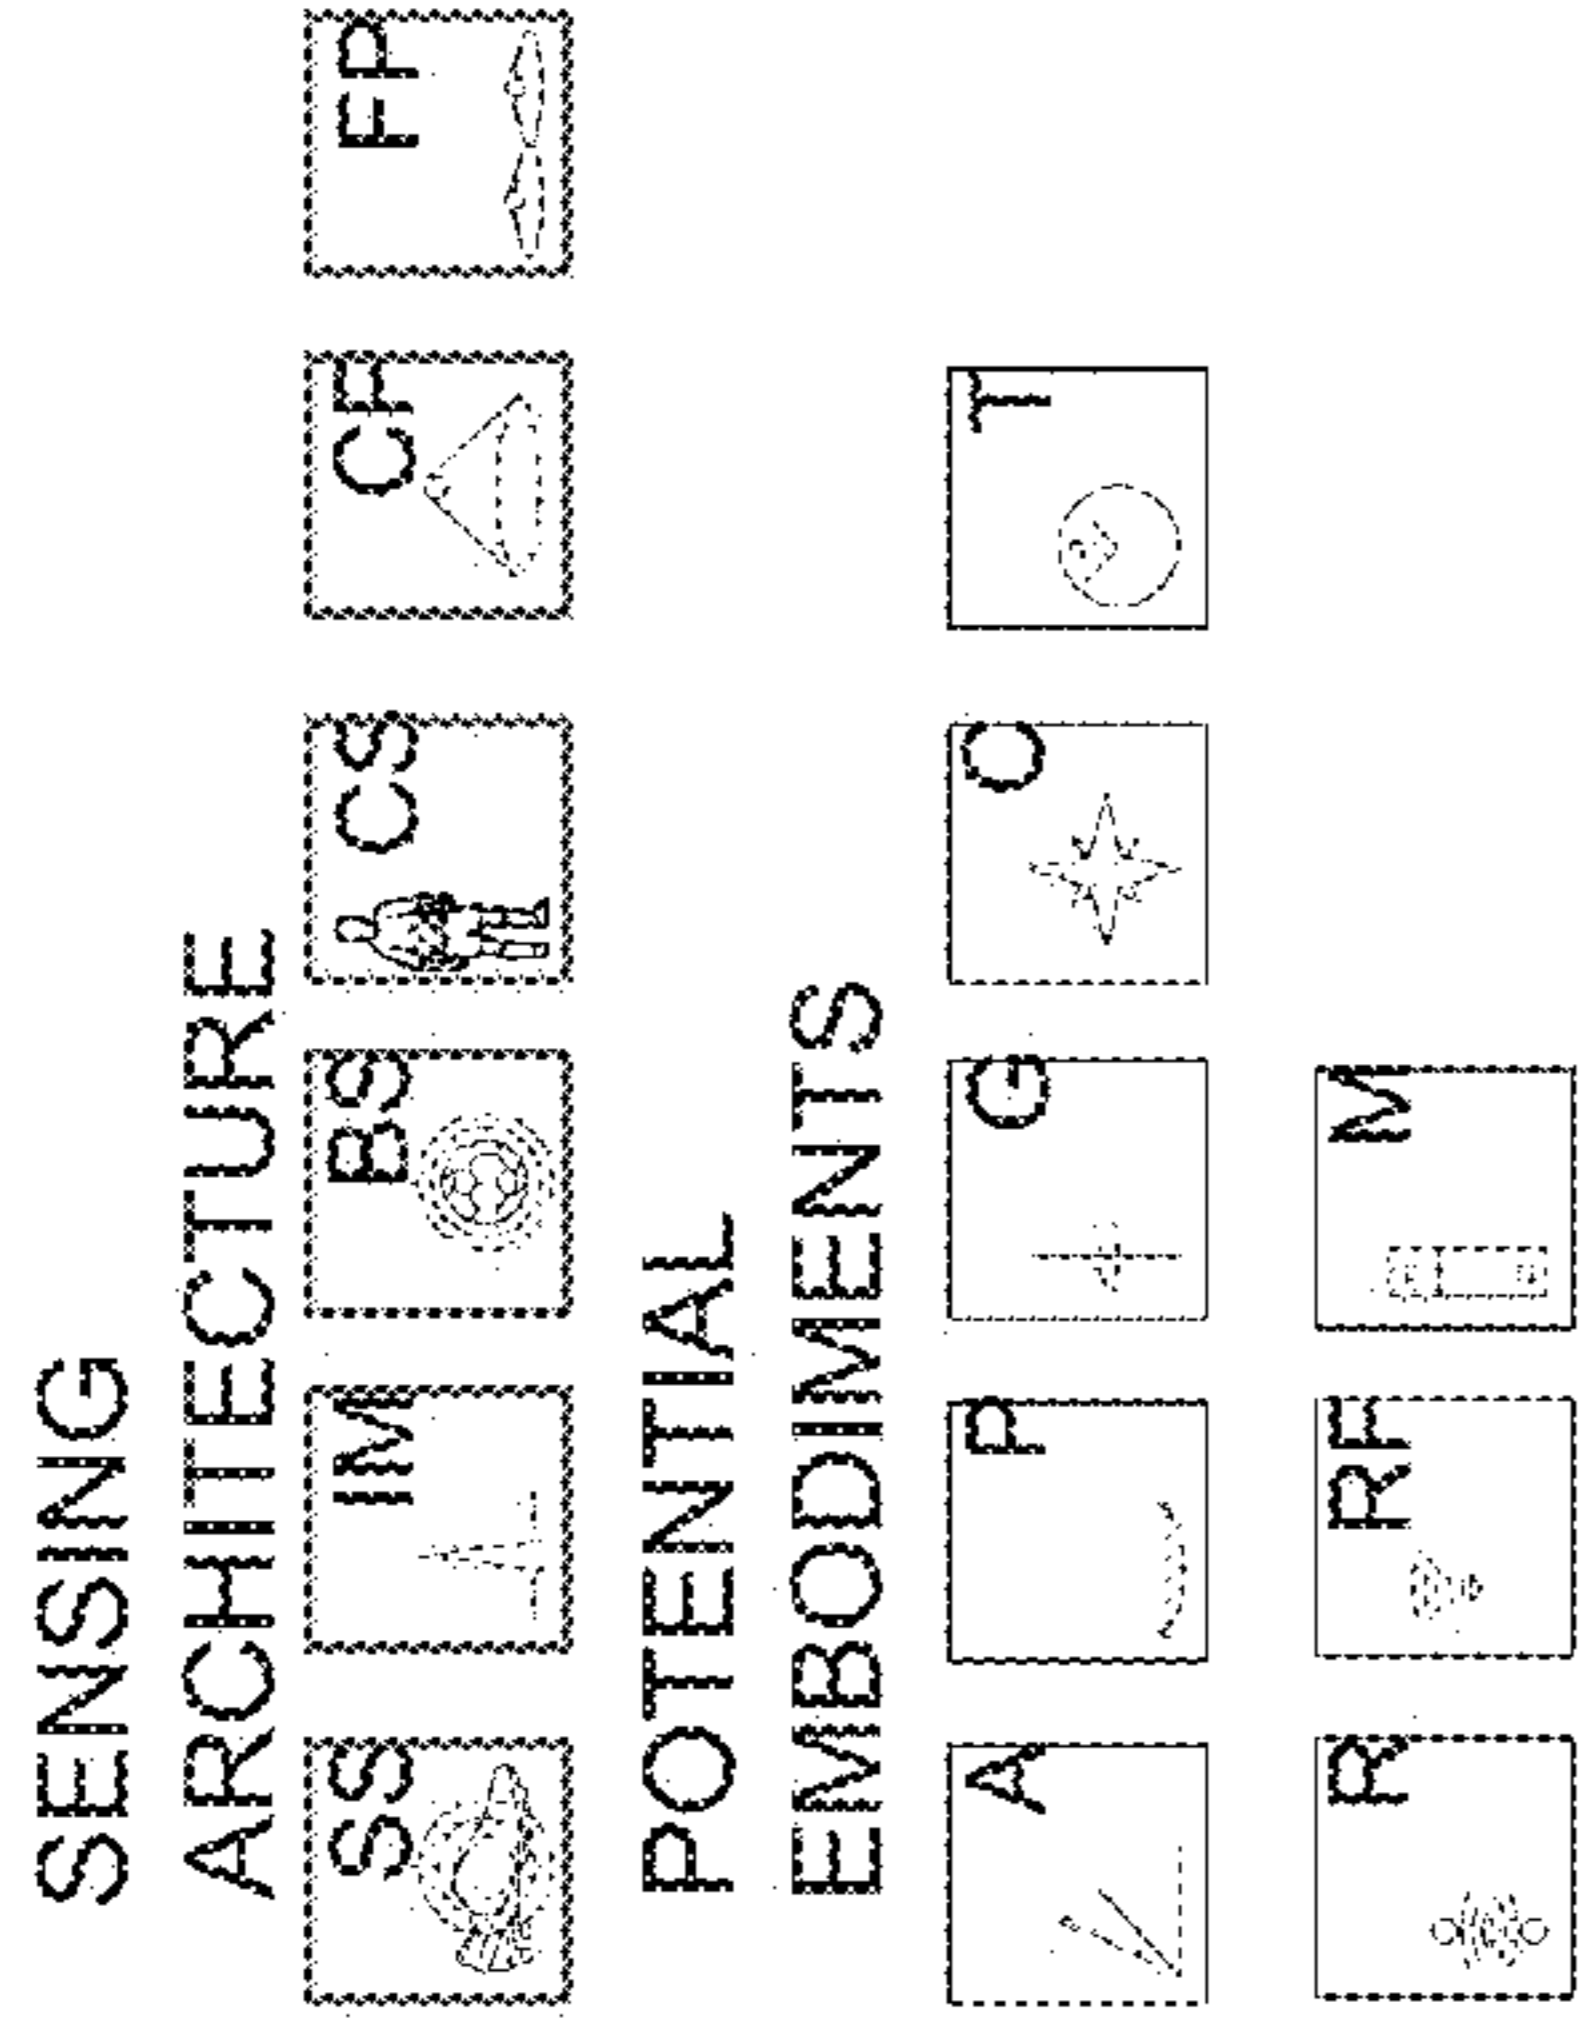 SENSING
ARCHITECTURE
SS IM BS CS CF FP
POTENTIAL
EMBODIMENTS
A P G O T
R RF M